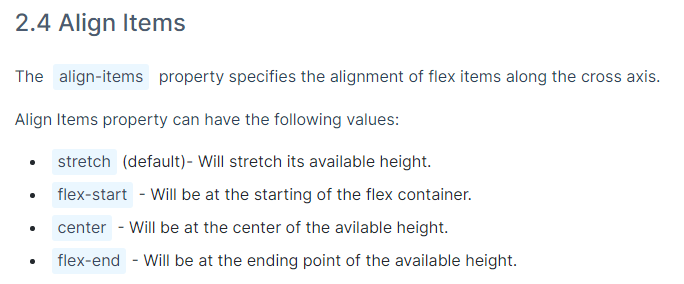 2.4 Align Items
The align-items property specifies the alignment of flex items along the cross axis.
Align Items property can have the following values:
• stretch (default)- Will stretch its available height.
• flex-start - Will be at the starting of the flex container.
• center - Will be at the center of the avilable height.
• flex-end - Will be at the ending point of the available height.